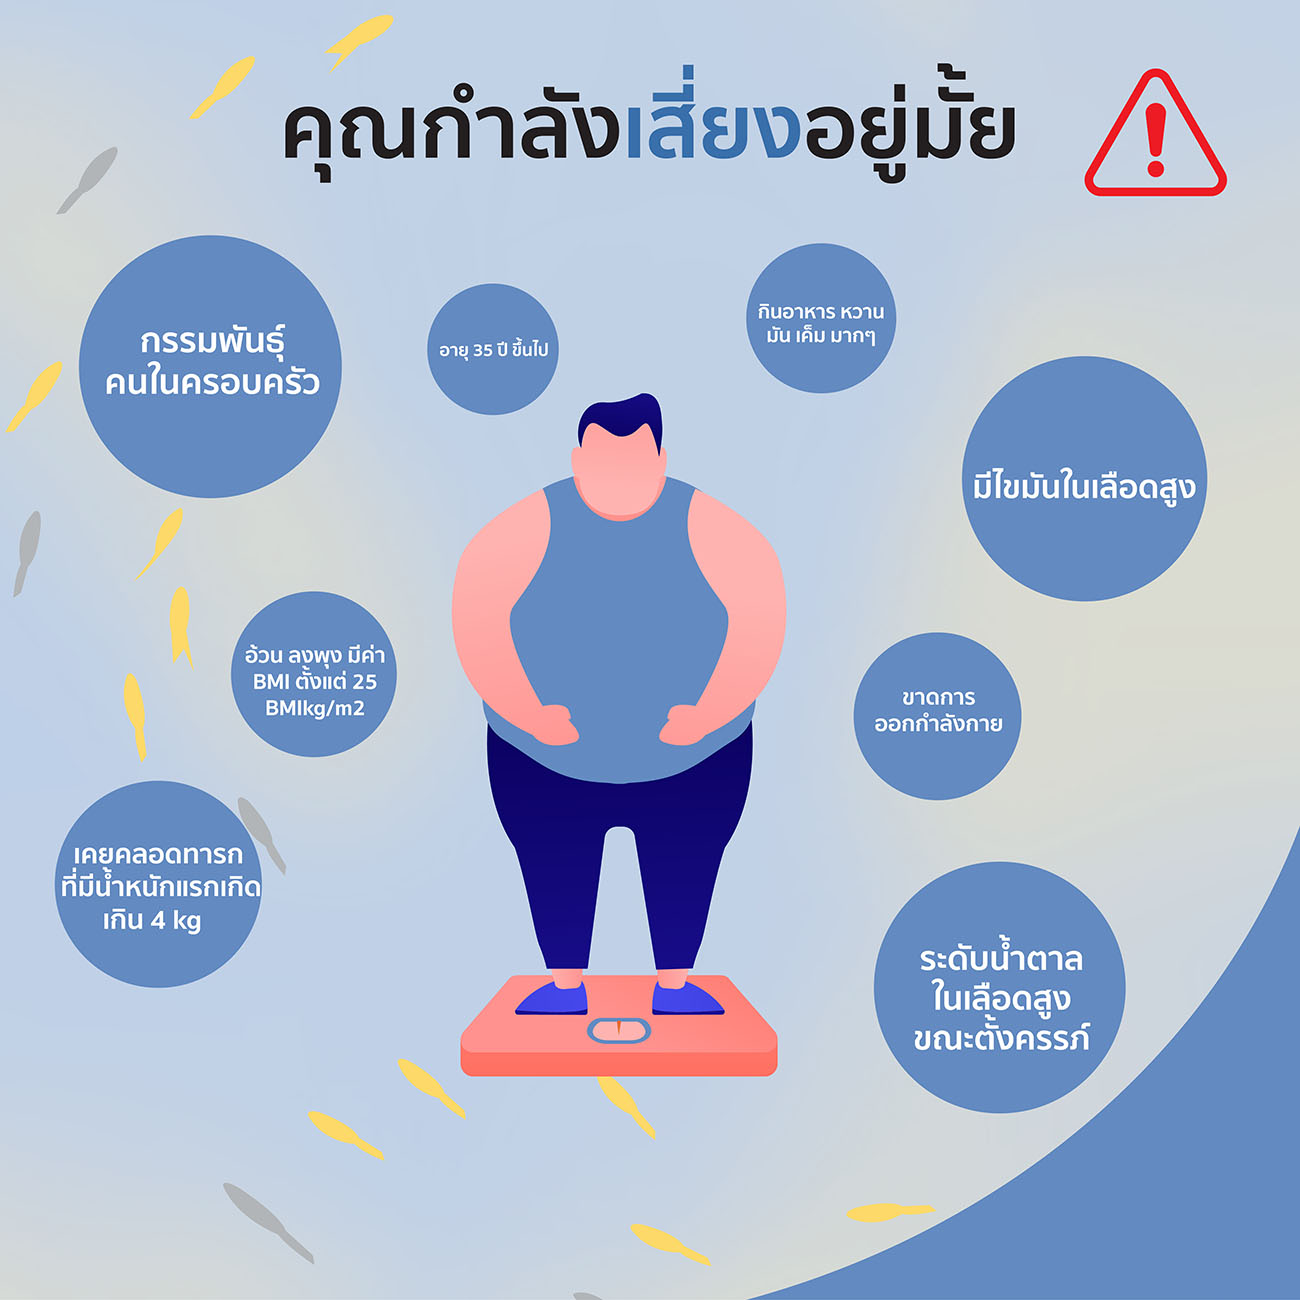 คุณกำลังเสี่ยงอยู่มั้ย
กรรมพันธุ์
คนในครอบครัว
อายุ 35 ปี ขึ้นไป
กินอาหาร หวาน
มัน เค็ม มากๆ
มีไขมันในเลือดสูง
อ้วน ลงพุง มีค่า
BMI ตั้งแต่ 25
BMIkg/m2
ขาดการ
ออกกำลังกาย
เคยคลอดทารก
ที่มีน้ำหนักแรกเกิด
เกิน 4 kg
ระดับน้ำตาล
ในเลือดสูง
ขณะตั้งครรภ์